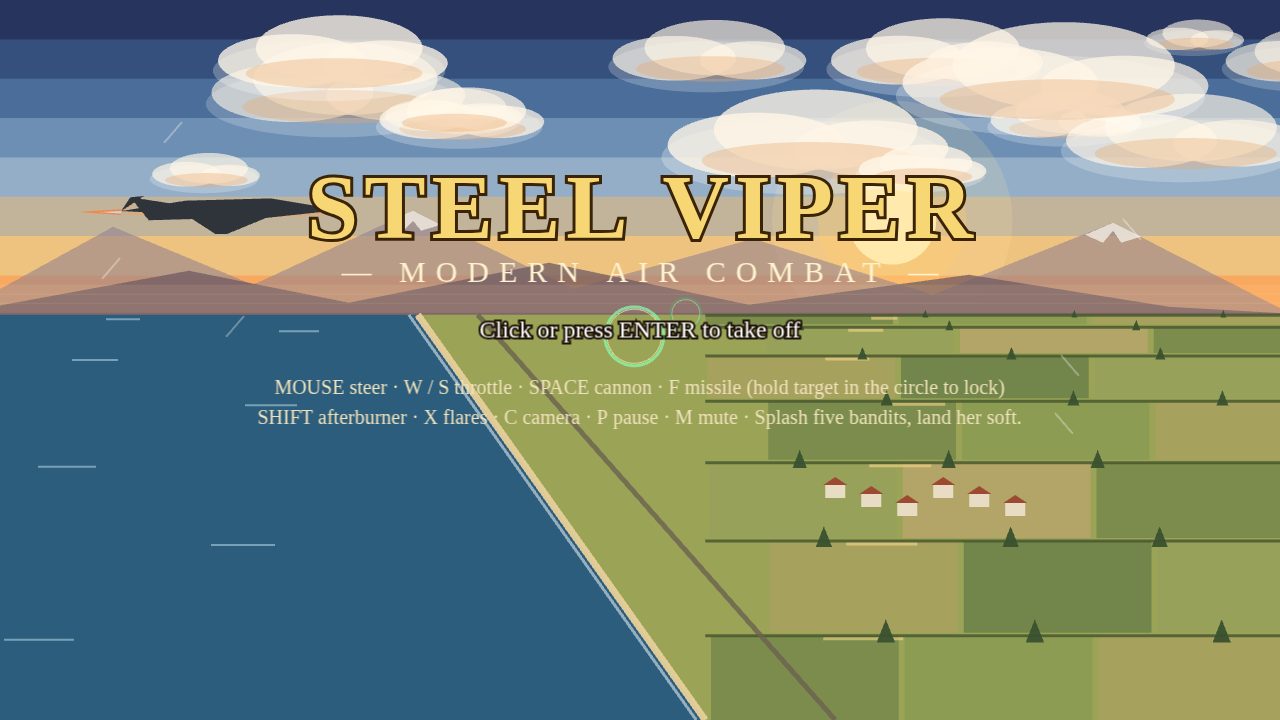 STEEL VIPER
— MODERN AIR COMBAT —
Click or press ENTER to take off
MOUSE steer · W / S throttle · SPACE cannon · F missile (hold target in the circle to lock)
SHIFT afterburner · X flares · C camera · P pause · M mute · Splash five bandits, land her soft.